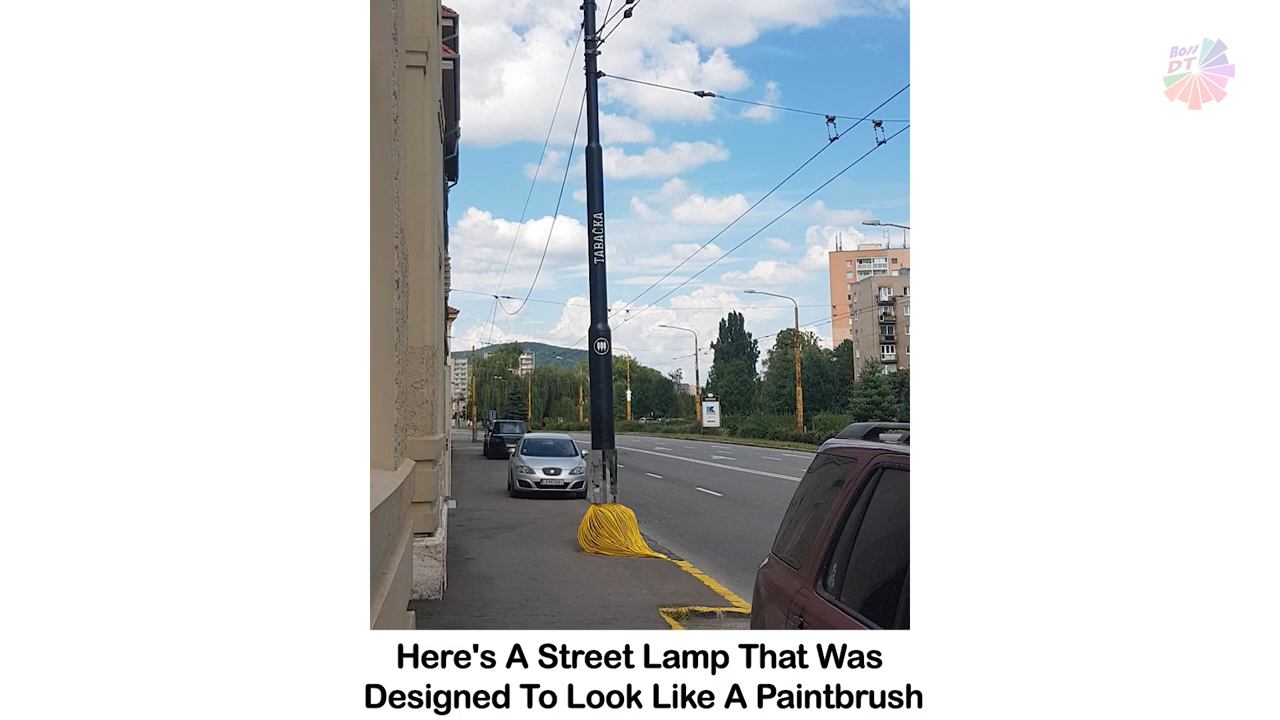 Boss
DT
TABAČKA
Here's A Street Lamp That Was
Designed To Look Like A Paintbrush